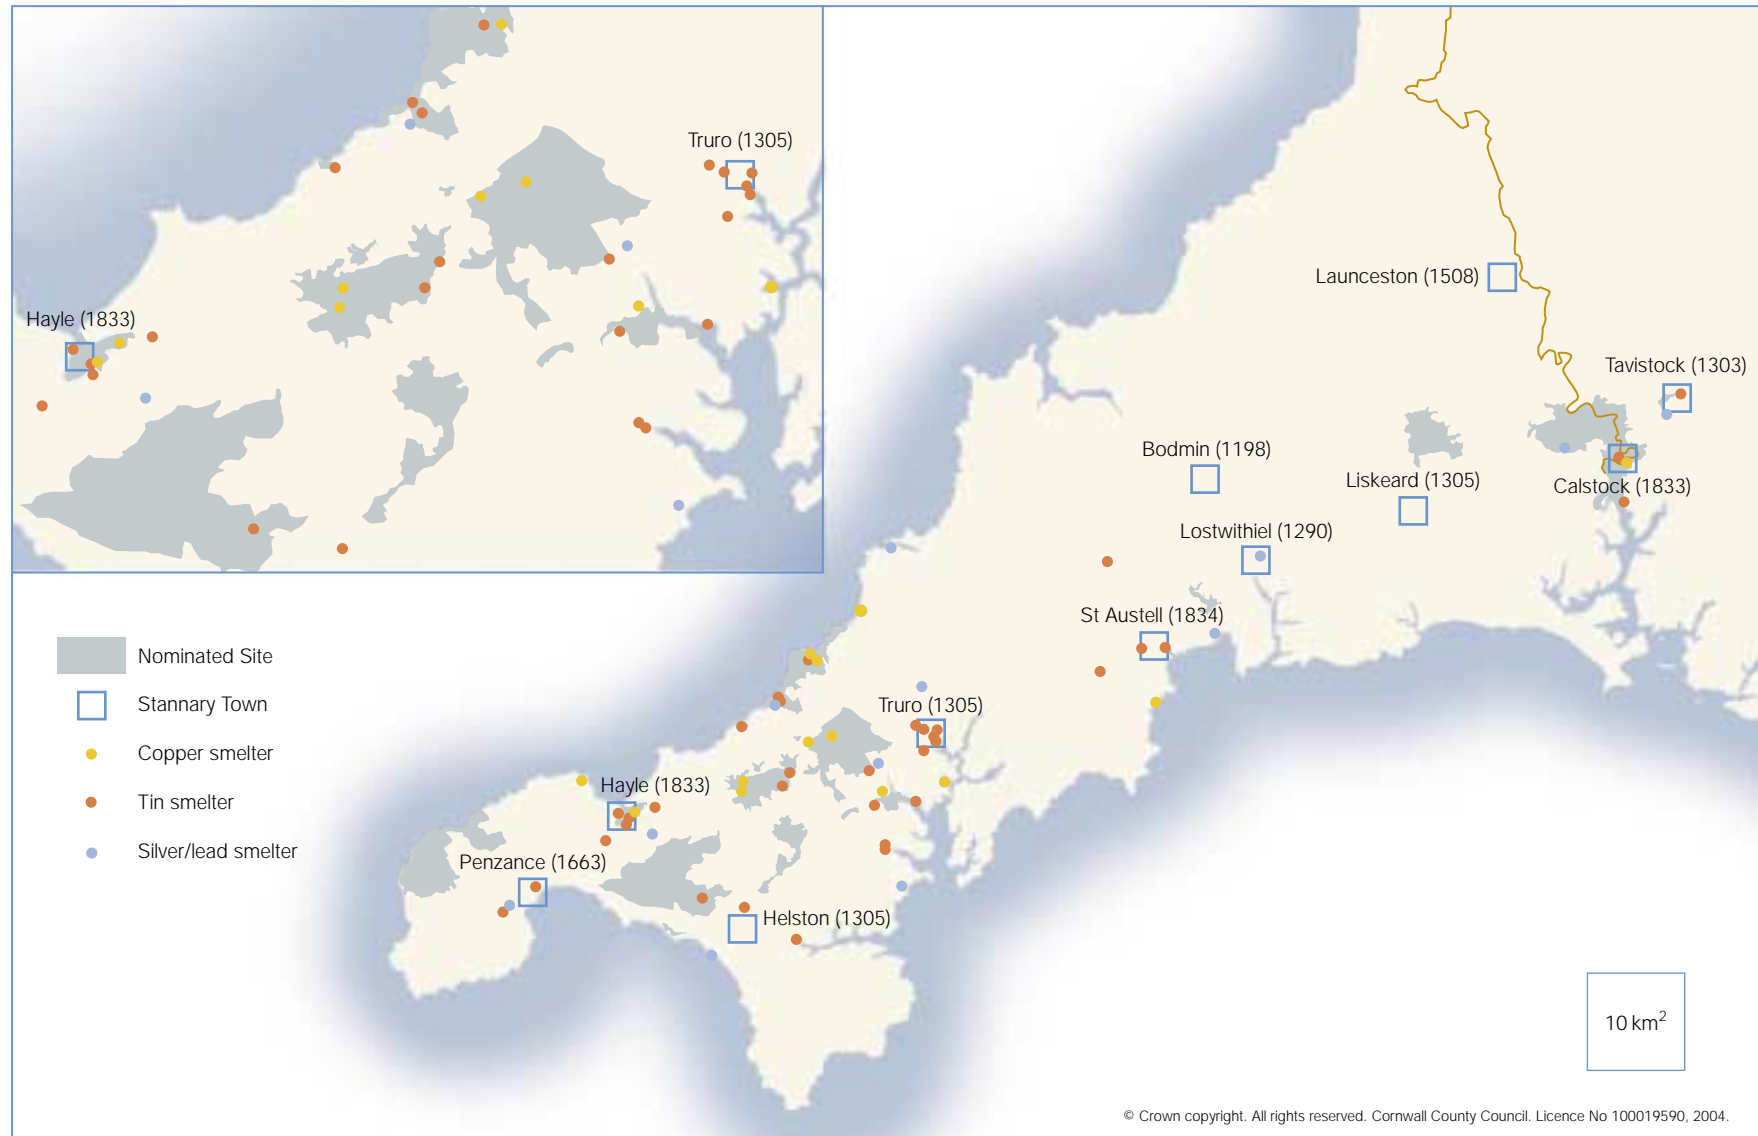 Truro (1305)
Hayle (1833)
Launceston (1508)
Tavistock (1303)
Bodmin (1198)
Liskeard (1305)
Calstock (1833)
Lostwithiel (1290)
St Austell (1834)
Truro (1305)
Hayle (1833)
Penzance (1663)
Helston (1305)
Nominated Site
Stannary Town
Copper smelter
Tin smelter
Silver/lead smelter
10 km²
© Crown copyright. All rights reserved. Cornwall County Council. Licence No 100019590, 2004.